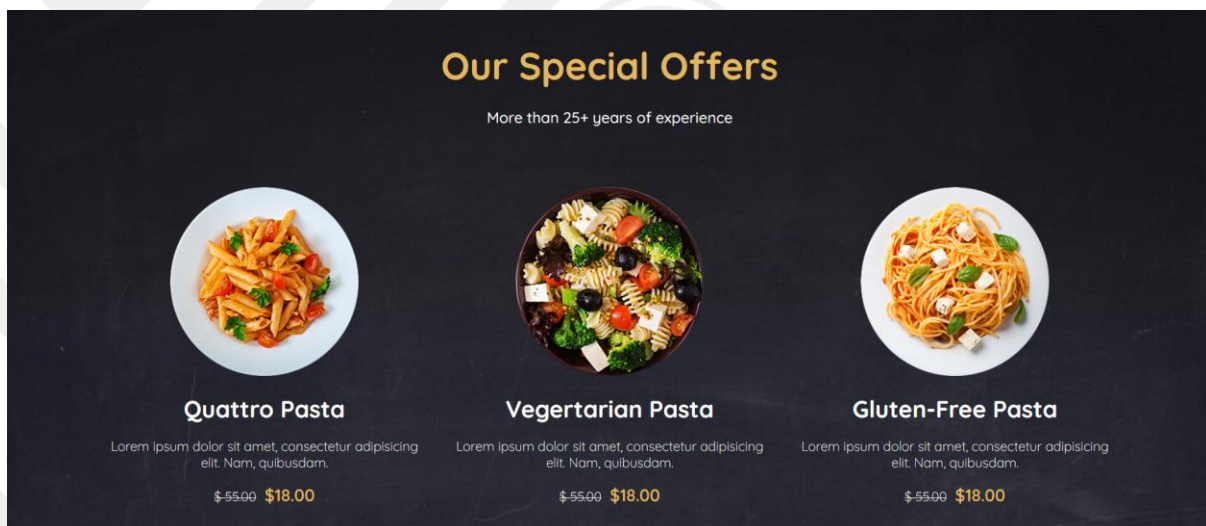 Our Special Offers
More than 25+ years of experience
Quattro Pasta
Vegertarian Pasta
Gluten-Free Pasta
Lorem ipsum dolor sit amet, consectetur adipisicing
elit. Nam, quibusdam.
Lorem ipsum dolor sit amet, consectetur adipisicing
elit. Nam, quibusdam.
Lorem ipsum dolor sit amet, consectetur adipisicing
elit. Nam, quibusdam.
$ 55.00 $18.00
$ 55.00 $18.00
$ 55.00 $18.00